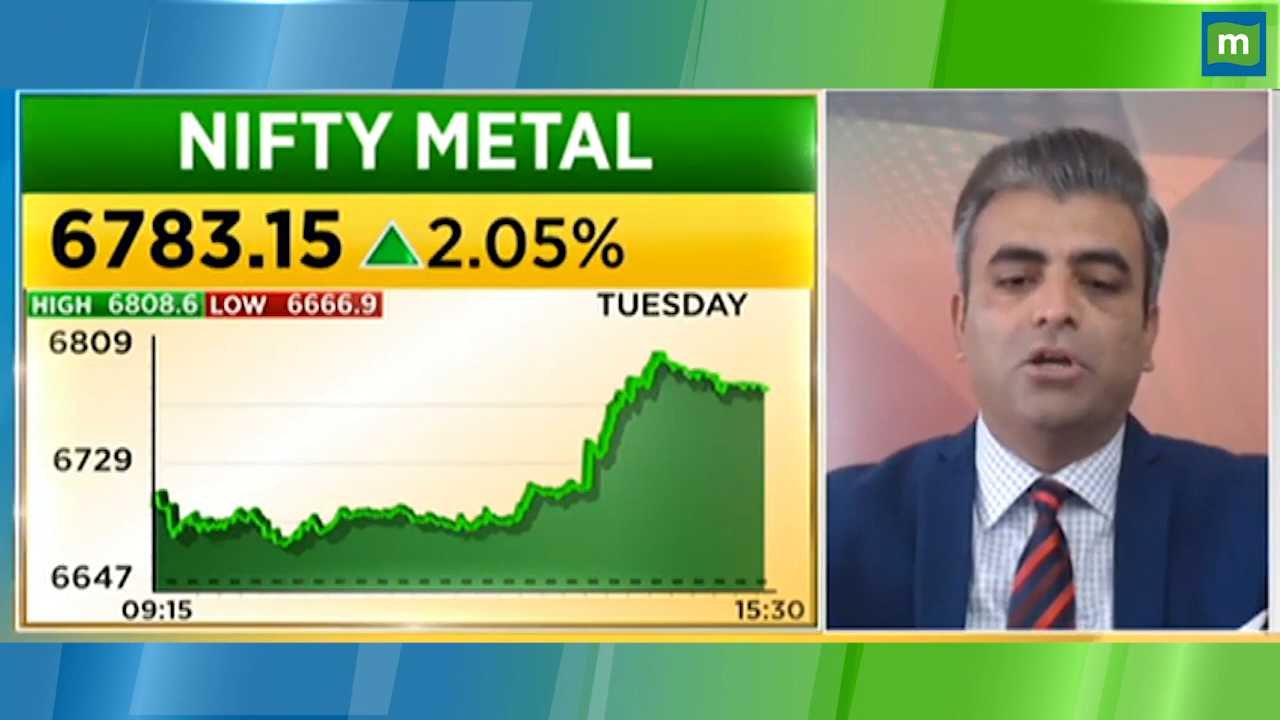 m
NIFTY METAL
6783.15 ▲ 2.05%
HIGH 6808.6 LOW 6666.9 TUESDAY
6809
6729
6647
09:15 15:30